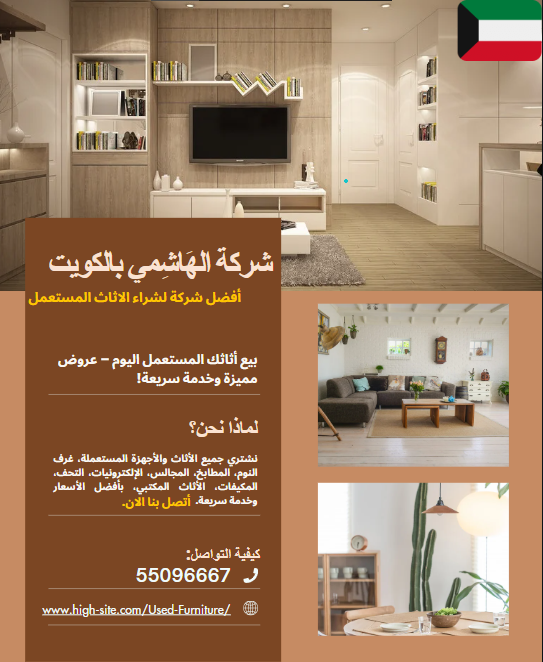 شركة الهَاشِمي بالكويت
أفضل شركة لشراء الاثاث المستعمل
بيع أثاثك المستعمل اليوم – عروض
مميزة وخدمة سريعة!
لماذا نحن؟
نشتري جميع الأثاث والأجهزة المستعملة، غرف
النوم، المطابخ، المجالس، الإلكترونيات، التحف،
المكيفات، الأثاث المكتبي، بأفضل الأسعار
وخدمة سريعة. أتصل بنا الان.
كيفية التواصل:
55096667
www.high-site.com/Used-Furniture/